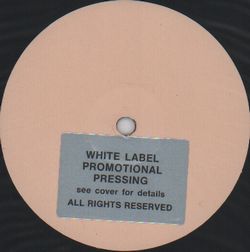 WHITE LABEL
PROMOTIONAL
PRESSING
see cover for details
ALL RIGHTS RESERVED